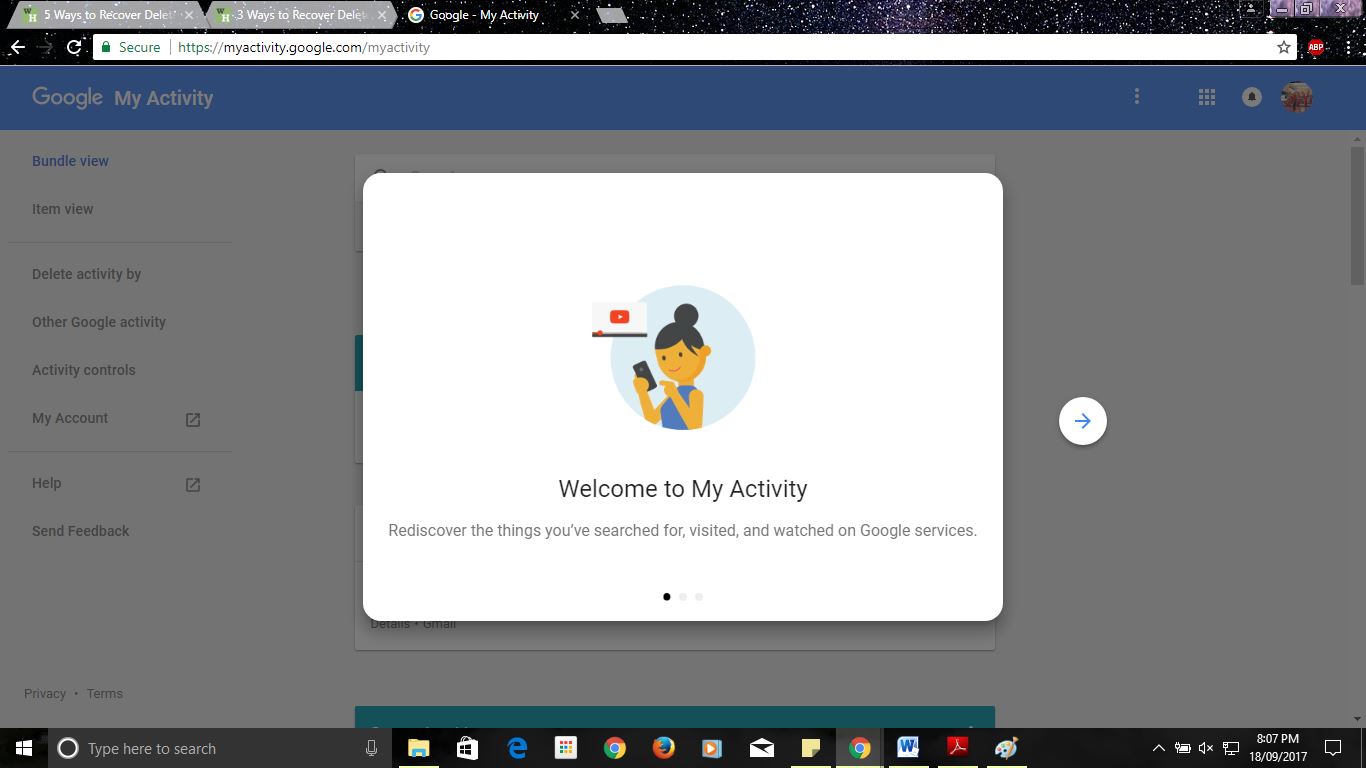 5 Ways to Recover Delet
3 Ways to Recover Delete
Google - My Activity
Secure
https://myactivity.google.com/myactivity
ABP
Google My Activity
Bundle view
Item view
Delete activity by
Other Google activity
Activity controls
My Account
Help
Send Feedback
Privacy • Terms
Welcome to My Activity
Rediscover the things you’ve searched for, visited, and watched on Google services.
Details • Gmail
Type here to search
8:07 PM
18/09/2017